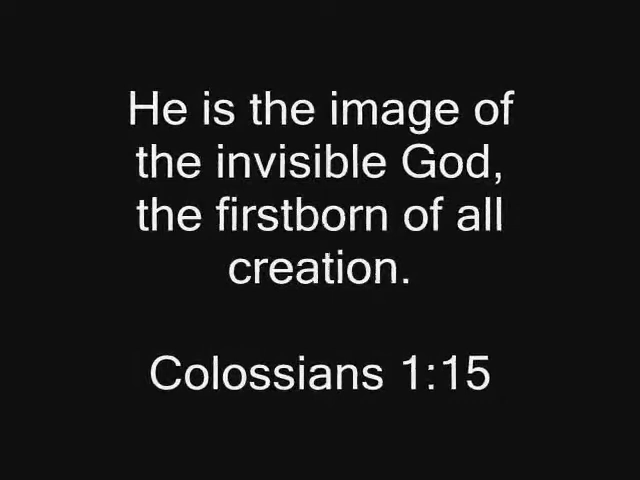 He is the image of
the invisible God,
the firstborn of all
creation.
Colossians 1:15